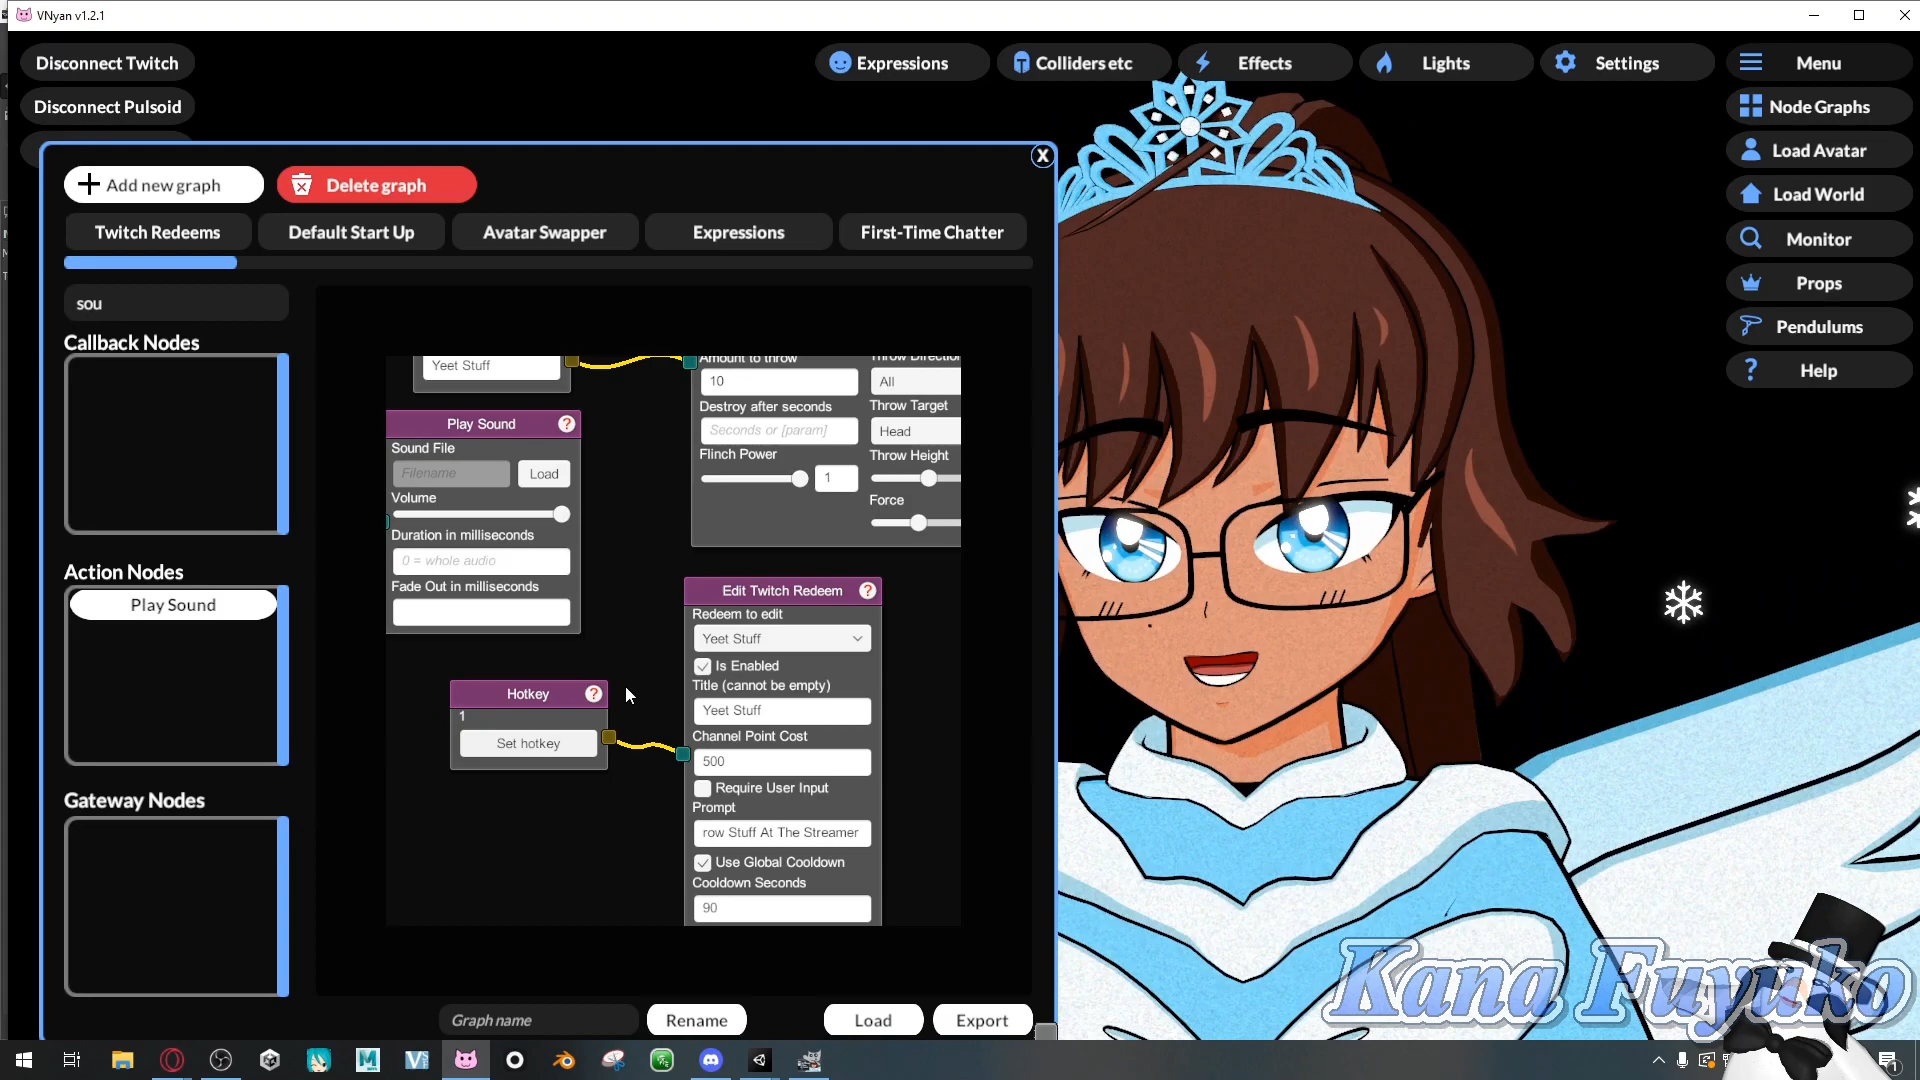 VNyan v1.2.1
Disconnect Twitch
Disconnect Pulsoid
Expressions
Colliders etc
Effects
Lights
Settings
Menu
Node Graphs
Load Avatar
Load World
Monitor
Props
Pendulums
Help
X
Add new graph
Delete graph
Twitch Redeems
Default Start Up
Avatar Swapper
Expressions
First-Time Chatter
sou
Callback Nodes
Action Nodes
Play Sound
Gateway Nodes
Yeet Stuff
Play Sound ?
Sound File
Filename
Load
Volume
Duration in milliseconds
0 = whole audio
Fade Out in milliseconds
Amount to throw
10
Destroy after seconds
Seconds or [param]
Flinch Power
1
All
Throw Target
Head
Throw Height
Force
Hotkey ?
1
Set hotkey
Edit Twitch Redeem ?
Redeem to edit
Yeet Stuff
Is Enabled
Title (cannot be empty)
Yeet Stuff
Channel Point Cost
500
Require User Input
Prompt
row Stuff At The Streamer
Use Global Cooldown
Cooldown Seconds
90
Graph name
Rename
Load
Export
Kana Fuyuko